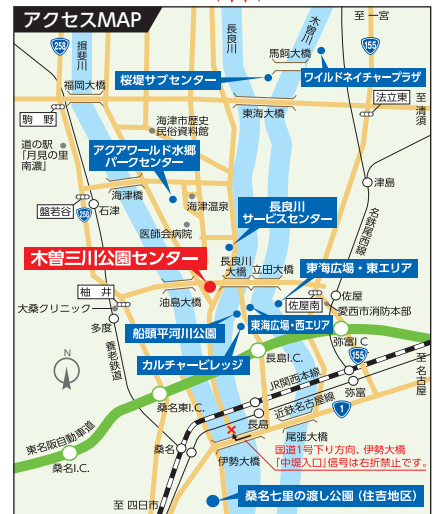 アクセスMAP
至 一宮
木曽川
長良川
揖斐川
258
155
馬飼大橋
桜堤サブセンター
ワイルドネイチャープラザ
福岡大橋
法立東
至 清須
駒野
東海大橋
海津市歴史
民俗資料館
道の駅
「月見の里
南濃」
アクアワールド水郷
パークセンター
海津橋
津島
名鉄尾西線
海津温泉
長良川
サービスセンター
盤若谷
258
石津
医師会病院
木曽三川公園センター
長良川
大橋
立田大橋
東海広場・東エリア
柚井
油島大橋
佐屋南
佐屋
愛西市消防本部
大桑クリニック
多度
船頭平河川公園
東海広場・西エリア
カルチャービレッジ
弥富 I C
155
至 名古屋
養老鉄道
長島I.C.
N
JR関西本線
近鉄名古屋線
弥富
桑名東I.C.
長島
1
東名阪自動車道
尾張大橋
桑名
桑名I.C.
伊勢大橋
国道1号下り方向、伊勢大橋
「中堤入口」信号は右折禁止です。
至 四日市
桑名七里の渡し公園（住吉地区）